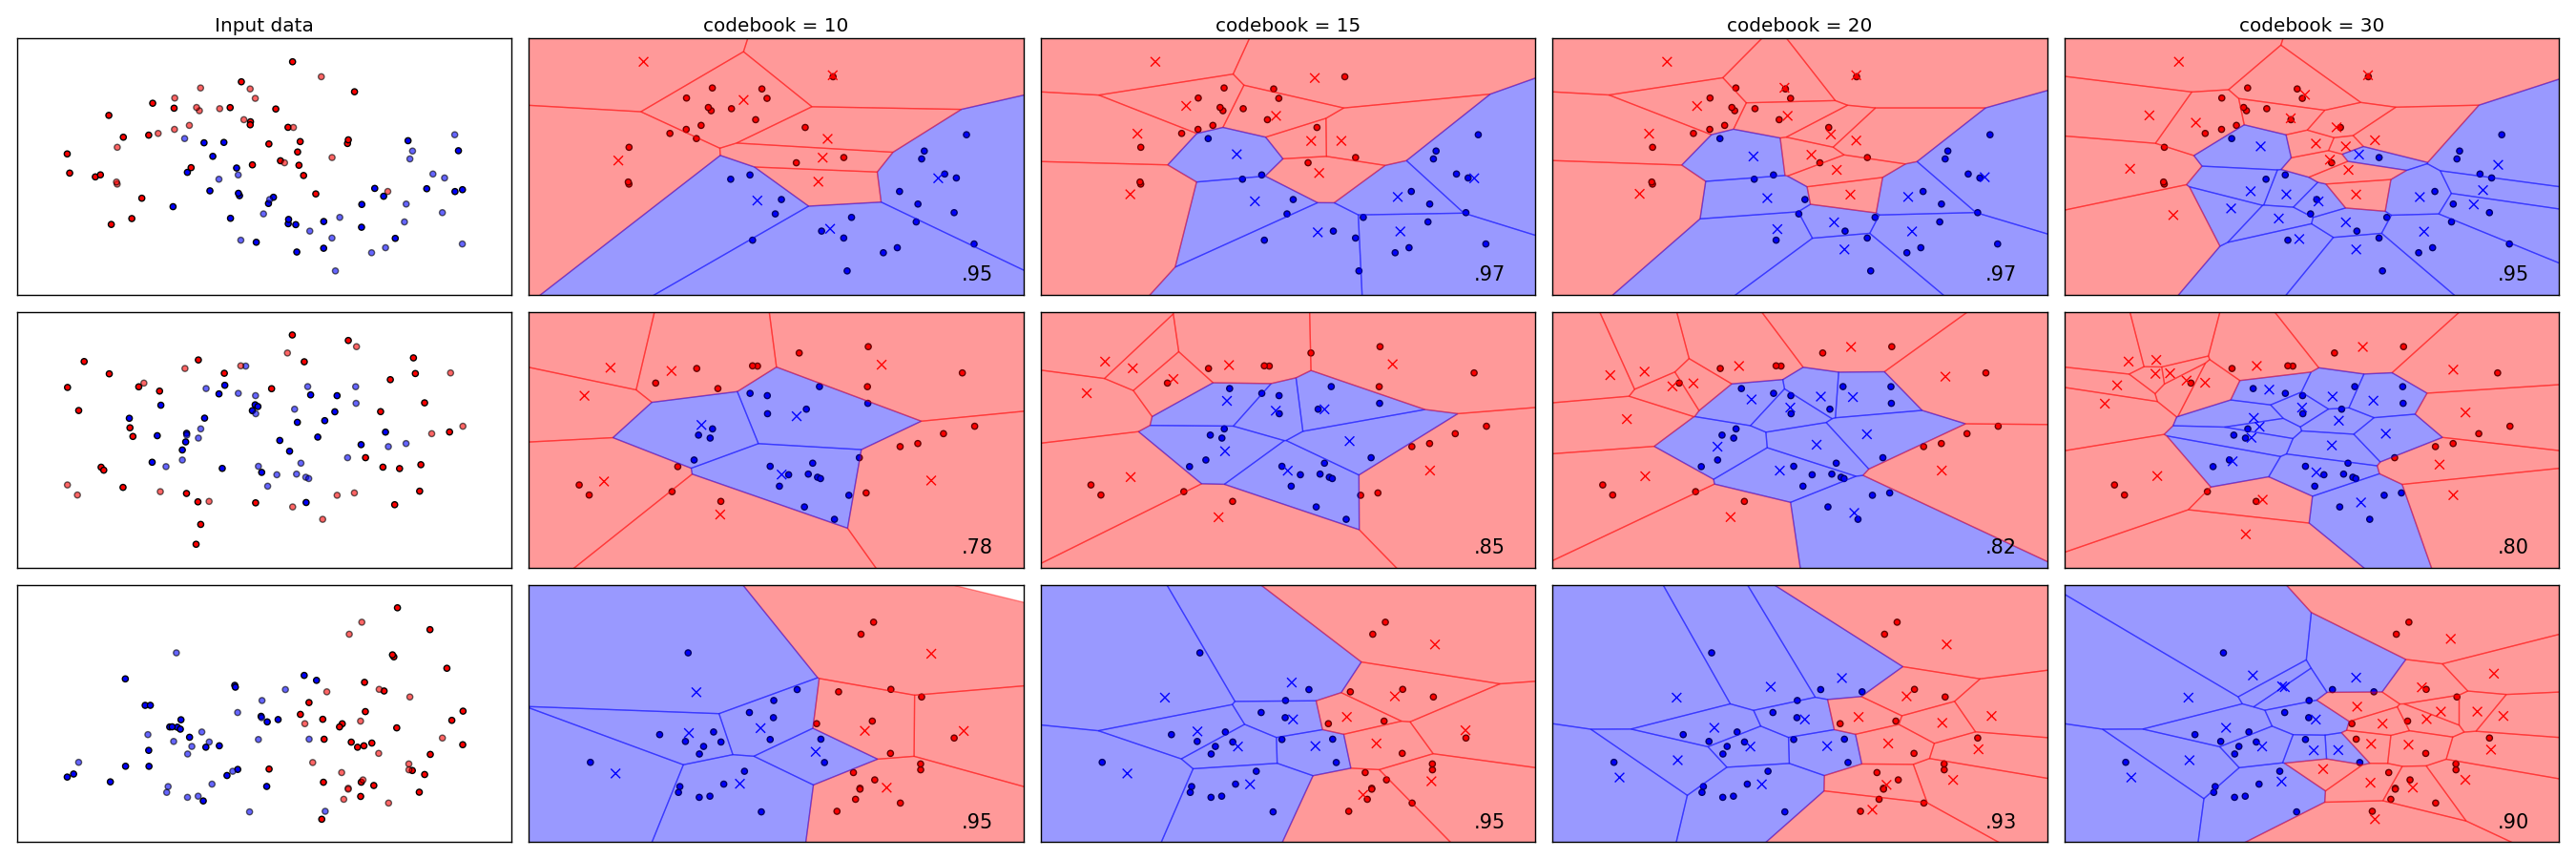 Input data
codebook = 10
codebook = 15
codebook = 20
codebook = 30
.95
.97
.97
.95
.78
.85
.82
.80
.95
.95
.93
.90